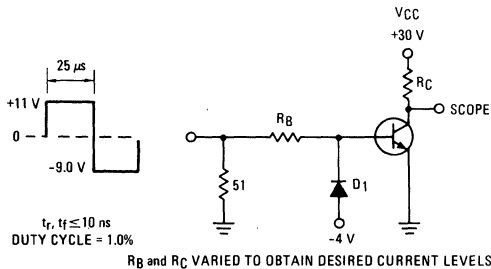 VCC
+30 V
25 μs
RC
+11 V
SCOPE
RB
0
51
D1
-9.0 V
-4 V
tr, tf ≤ 10 ns
DUTY CYCLE = 1.0%
RB and RC VARIED TO OBTAIN DESIRED CURRENT LEVELS